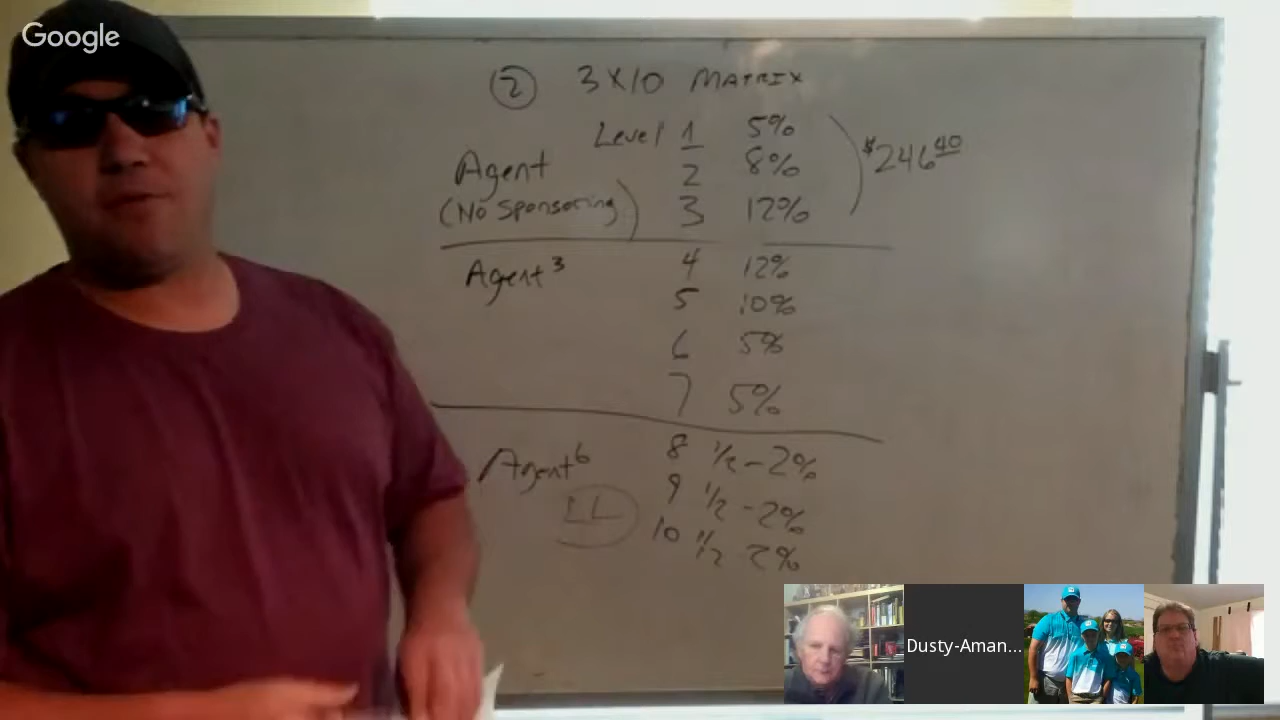 Google
② 3 X 10 MATRIX
Level 1 5%
Agent 2 8% $246 40
(No Sponsoring) 3 12%
Agent³ 4 12%
5 10%
6 5%
7 5%
Agent⁶ 8 1/2 - 2%
9 1/2 - 2%
LL 10 1/2 2%
Dusty-Aman...